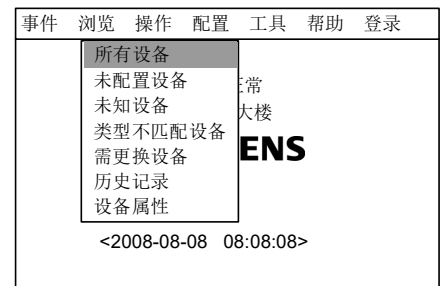 事件 浏览 操作 配置 工具 帮助 登录
所有设备
未配置设备
常
未知设备
大楼
类型不匹配设备
需更换设备
ENS
历史记录
设备属性
<2008-08-08 08:08:08>